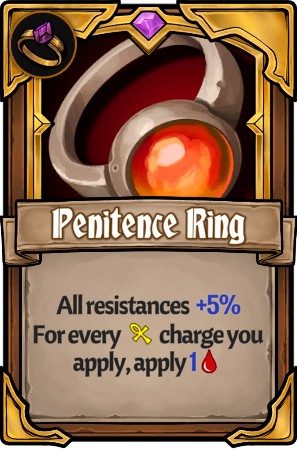 Penitence Ring
All resistances +5%
For every charge you
apply, apply 1